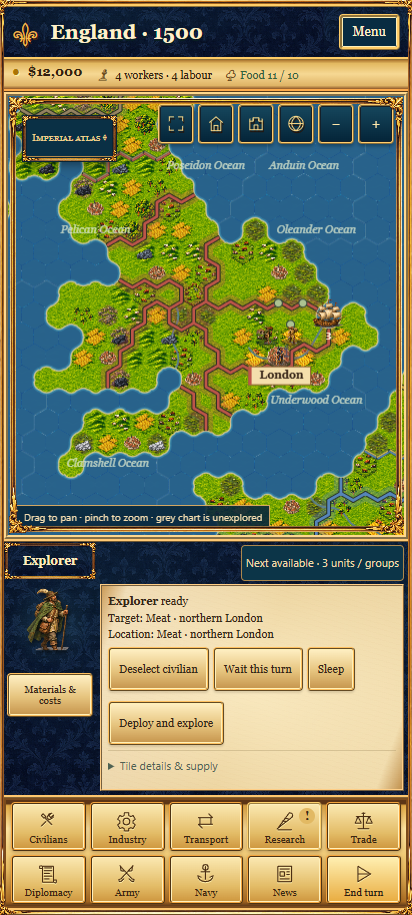 England · 1500
Menu
$12,000
4 workers · 4 labour
Food 11 / 10
Imperial atlas
−
+
Poseidon Ocean
Anduin Ocean
Pelican Ocean
Oleander Ocean
3
London
Underwood Ocean
Clamshell Ocean
Drag to pan · pinch to zoom · grey chart is unexplored
Explorer
Next available · 3 units / groups
Explorer ready
Target: Meat · northern London
Location: Meat · northern London
Deselect civilian
Wait this turn
Sleep
Materials & costs
Deploy and explore
Tile details & supply
Civilians
Industry
Transport
!
Research
Trade
Diplomacy
Army
Navy
News
End turn